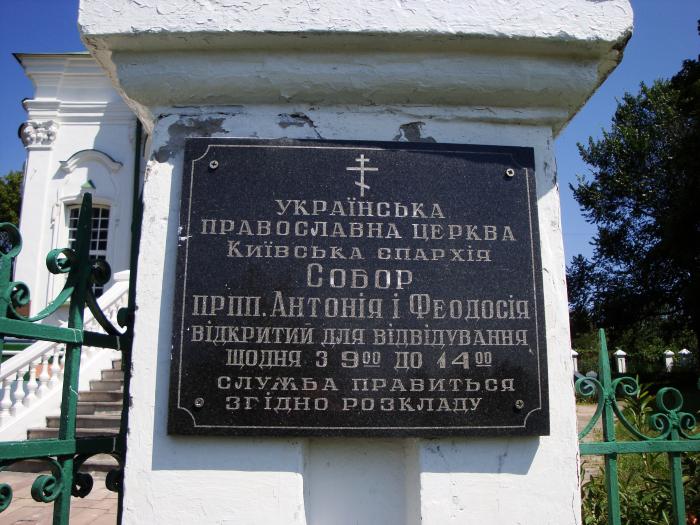 УКРАЇНСЬКА
ПРАВОСЛАВНА ЦЕРКВА
КИЇВСЬКА ЄПАРХІЯ
СОБОР
ПРПП. АНТОНІЯ І ФЕОДОСІЯ
ВІДКРИТИЙ ДЛЯ ВІДВІДУВАННЯ
ЩОДНЯ З 9⁰⁰ ДО 14⁰⁰
СЛУЖБА ПРАВИТЬСЯ
ЗГІДНО РОЗКЛАДУ